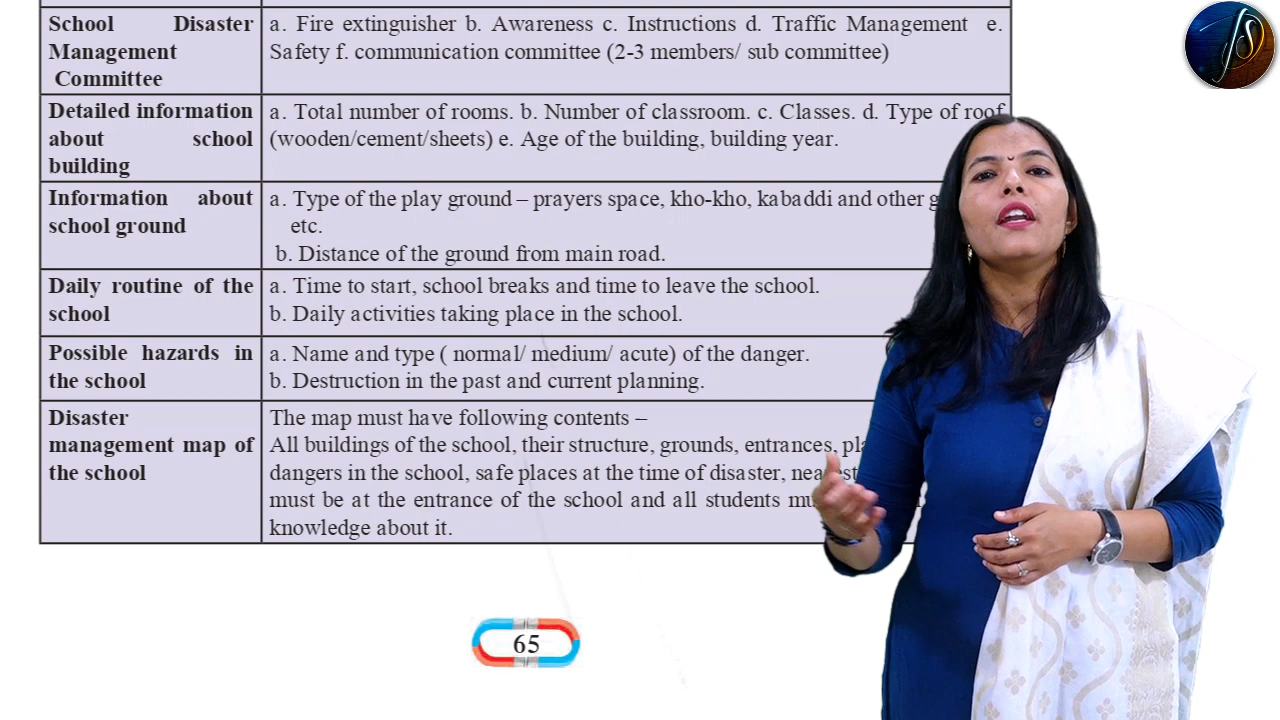 School Disaster
Management
Committee
a. Fire extinguisher b. Awareness c. Instructions d. Traffic Management e.
Safety f. communication committee (2-3 members/ sub committee)
Detailed information
about school
building
a. Total number of rooms. b. Number of classroom. c. Classes. d. Type of roof
(wooden/cement/sheets) e. Age of the building, building year.
Information about
school ground
a. Type of the play ground – prayers space, kho-kho, kabaddi and other
etc.
b. Distance of the ground from main road.
Daily routine of the
school
a. Time to start, school breaks and time to leave the school.
b. Daily activities taking place in the school.
Possible hazards in
the school
a. Name and type ( normal/ medium/ acute) of the danger.
b. Destruction in the past and current planning.
Disaster
management map of
the school
The map must have following contents –
All buildings of the school, their structure, grounds, entrances,
dangers in the school, safe places at the time of disaster,
must be at the entrance of the school and all students
knowledge about it.
65